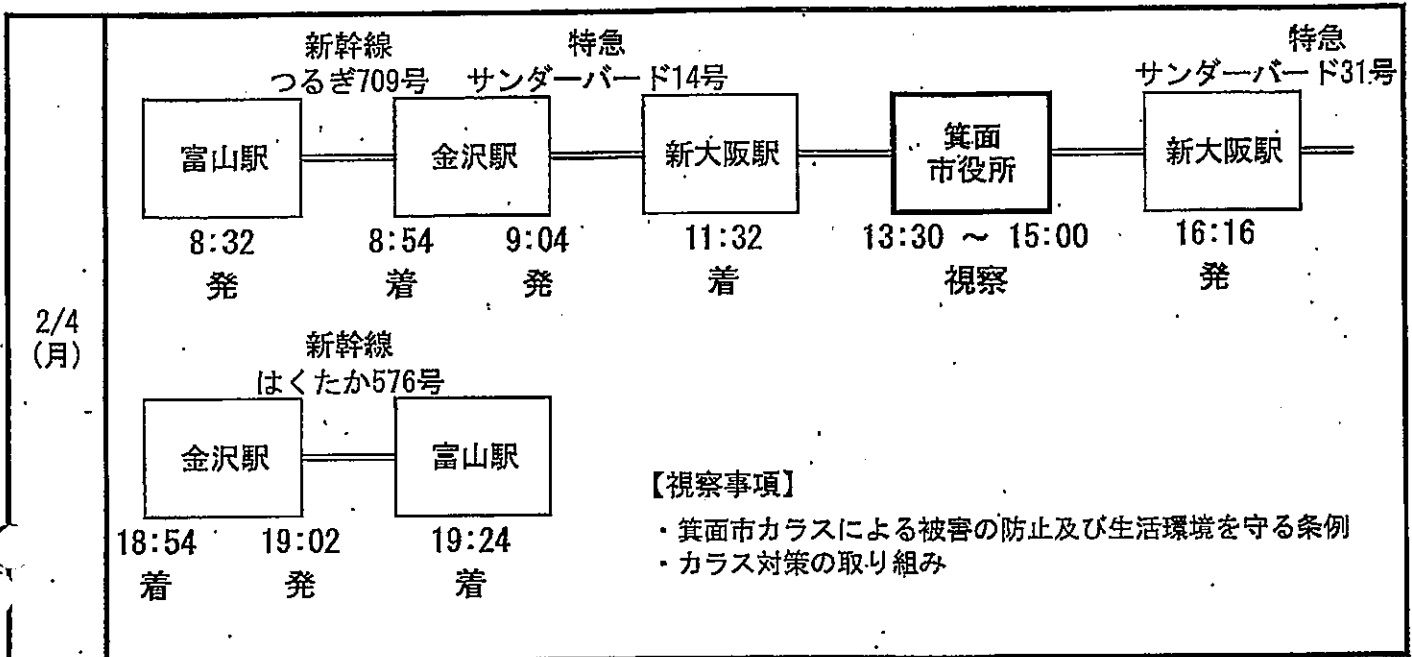 2/4
(月)
新幹線
つるぎ709号
特急
サンダーバード14号
特急
サンダーバード31号
富山駅
金沢駅
新大阪駅
箕面
市役所
新大阪駅
8:32
8:54
9:04
11:32
13:30 ~ 15:00
16:16
発
着
発
着
視察
発
新幹線
はくたか576号
金沢駅
富山駅
18:54
19:02
19:24
着
発
着
【視察事項】
・箕面市カラスによる被害の防止及び生活環境を守る条例
・カラス対策の取り組み